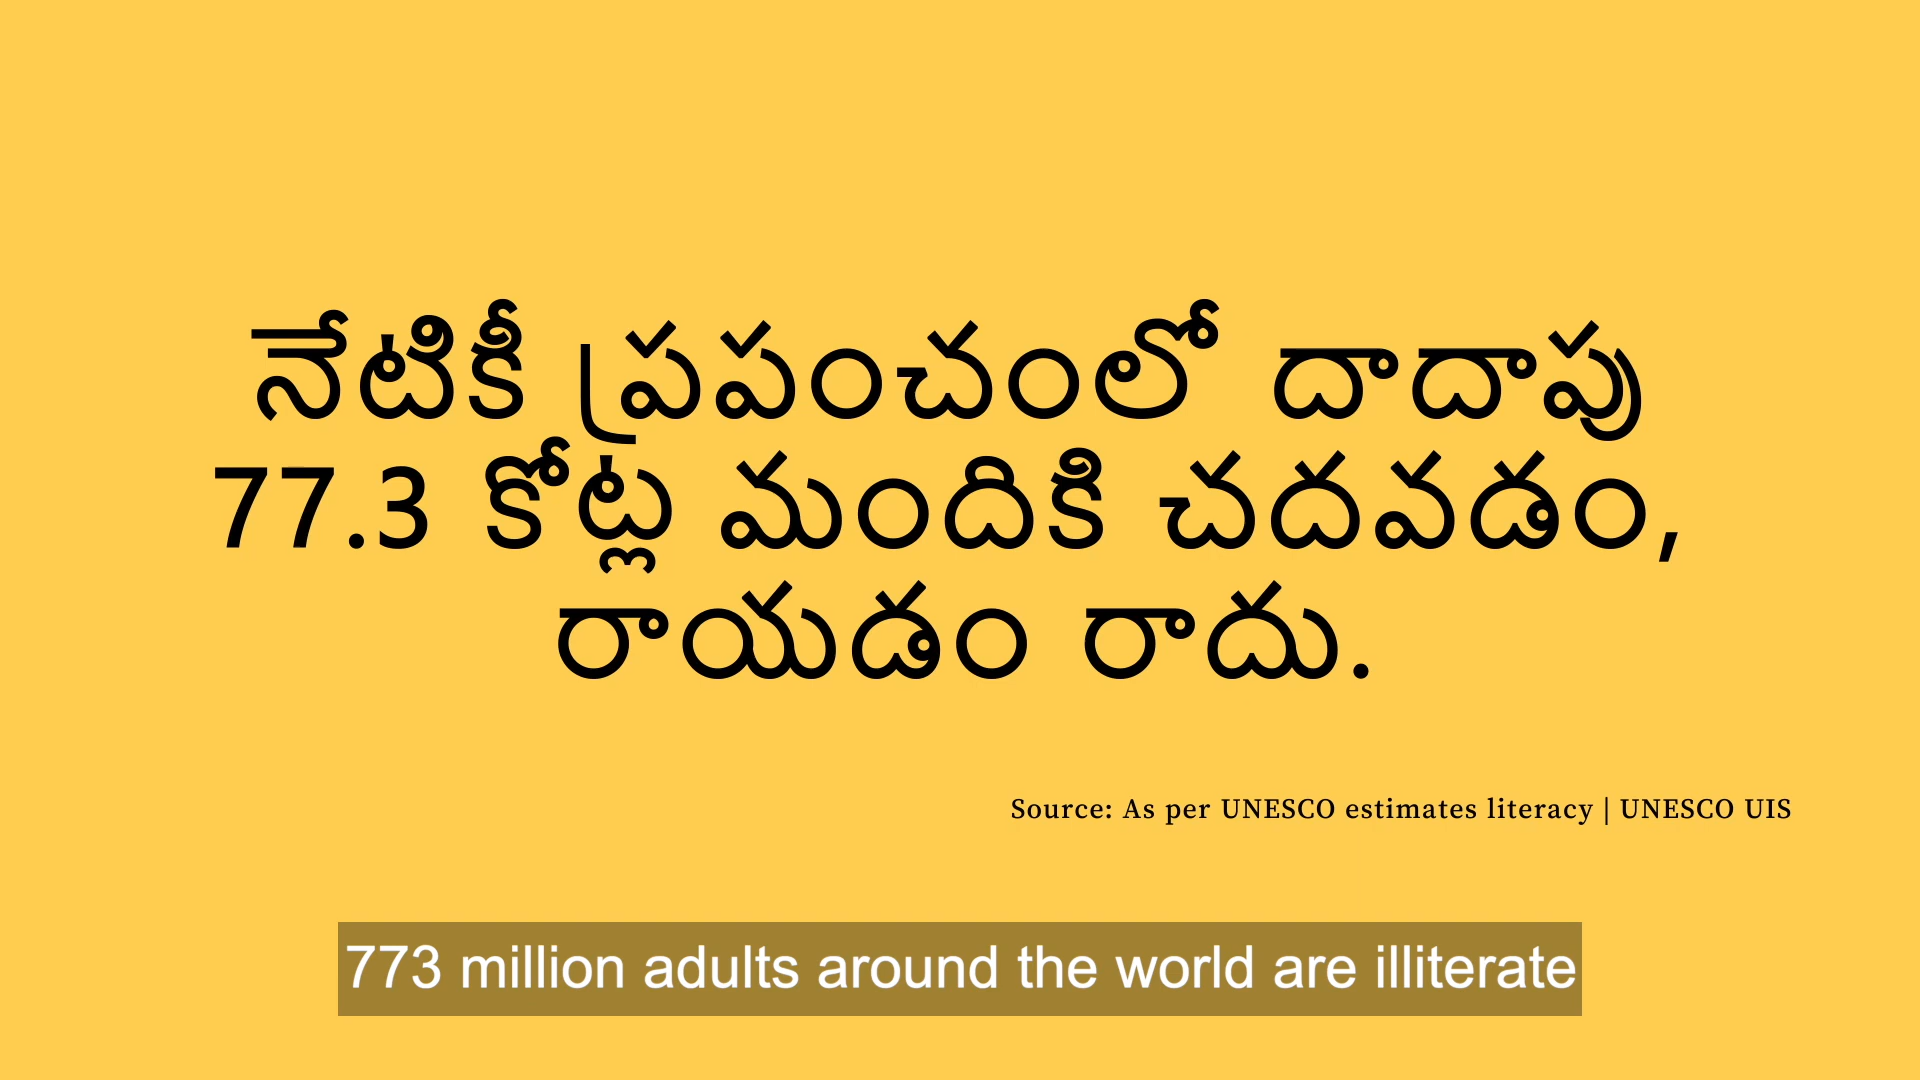 నేటికీ ప్రపంచంలో దాదాపు
77.3 కోట్ల మందికి చదవడం,
రాయడం రాదు.
Source: As per UNESCO estimates literacy | UNESCO UIS
773 million adults around the world are illiterate